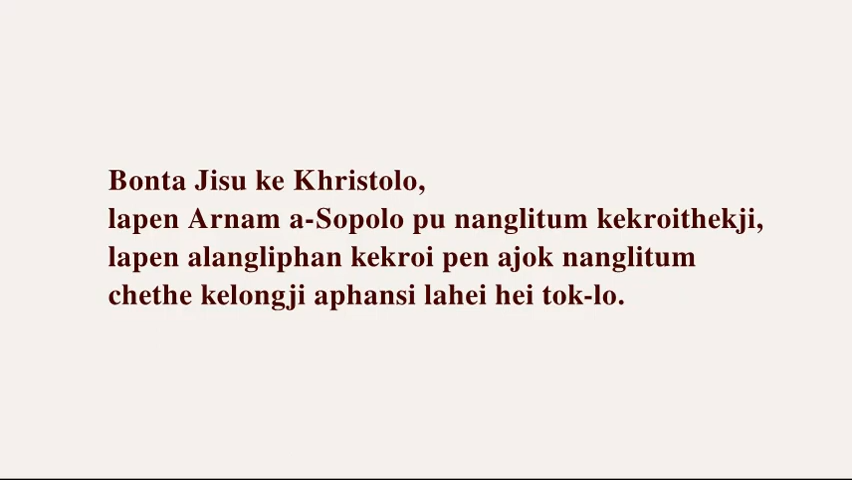 Bonta Jisu ke Khristolo,
lapen Arnam a-Sopolo pu nanglitum kekroithekji,
lapen alangliphan kekroi pen ajok nanglitum
chethe kelongji aphansi lahei hei tok-lo.